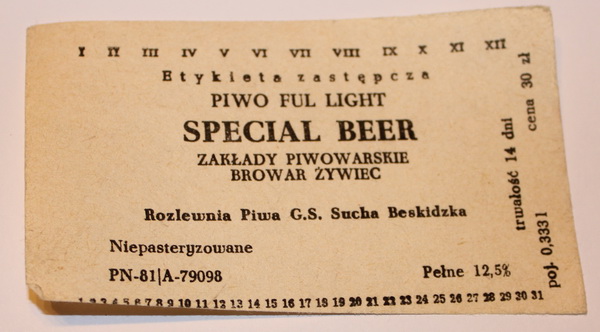 I II III IV V VI VII VIII IX X XI XII
Etykieta zastępcza
PIWO FUL LIGHT
SPECIAL BEER
ZAKŁADY PIWOWARSKIE
BROWAR ŻYWIEC
Rozlewnia Piwa G.S. Sucha Beskidzka
Niepasteryzowane
PN-81|A-79098
Pełne 12,5%
1 2 3 4 5 6 7 8 9 10 11 12 13 14 15 16 17 18 19 20 21 22 23 24 25 26 27 28 29 30 31
trwałość 14 dni
cena 30 zł
poj. 0,333 l